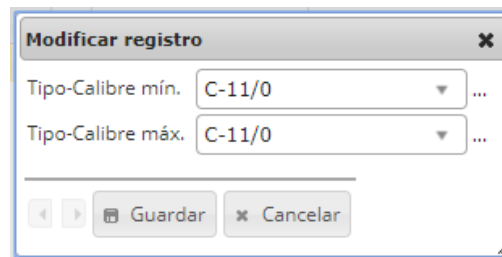 Modificar registro
Tipo-Calibre mín. C-11/0 ...
Tipo-Calibre máx. C-11/0 ...
Guardar Cancelar